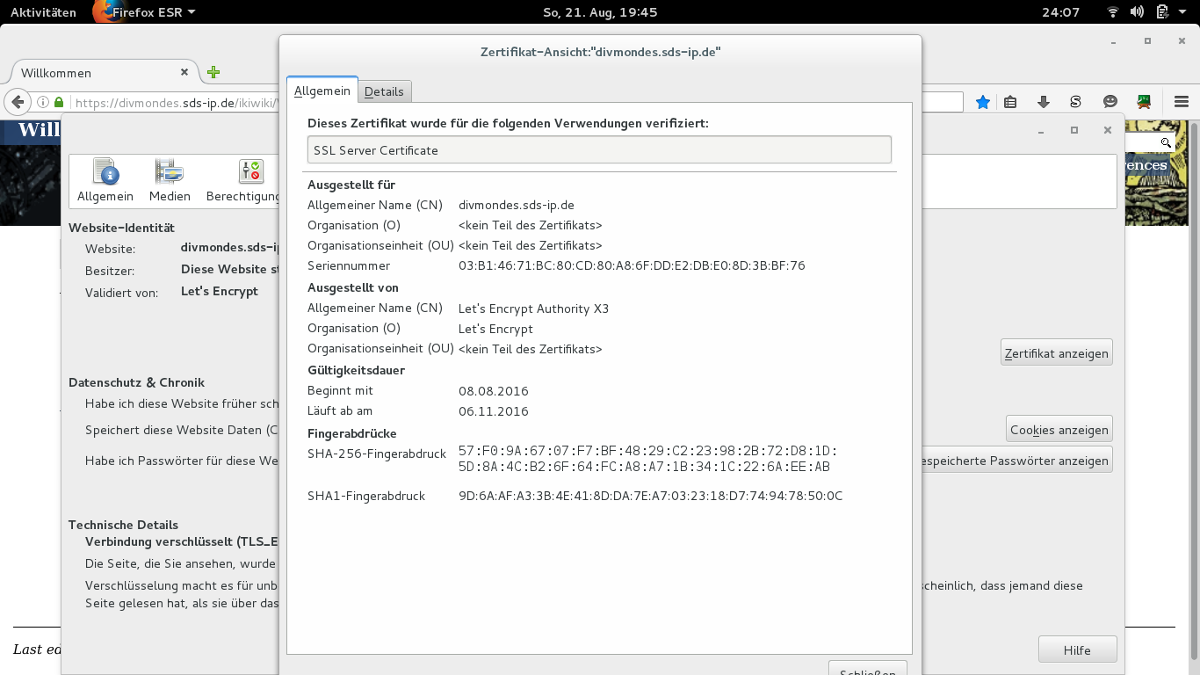 Aktivitäten Firefox ESR So, 21. Aug, 19:45 24:07
Zertifikat-Ansicht:"divmondes.sds-ip.de"
Willkommen
Allgemein Details
https://divmondes.sds-ip.de/ikiwiki/
Dieses Zertifikat wurde für die folgenden Verwendungen verifiziert:
SSL Server Certificate
Allgemein Medien
Ausgestellt für
Allgemeiner Name (CN) divmondes.sds-ip.de
Organisation (O) <kein Teil des Zertifikats>
Organisationseinheit (OU) <kein Teil des Zertifikats>
Seriennummer 03:B1:46:71:BC:80:CD:80:A8:6F:DD:E2:DB:E0:8D:3B:BF:76
Ausgestellt von
Allgemeiner Name (CN) Let's Encrypt Authority X3
Organisation (O) Let's Encrypt
Organisationseinheit (OU) <kein Teil des Zertifikats>
Gültigkeitsdauer
Beginnt mit 08.08.2016
Läuft ab am 06.11.2016
Fingerabdrücke
SHA-256-Fingerabdruck 57:F0:9A:67:07:F7:BF:48:29:C2:23:98:2B:72:D8:1D:
5D:8A:4C:B2:6F:64:FC:A8:A7:1B:34:1C:22:6A:EE:AB
SHA1-Fingerabdruck 9D:6A:AF:A3:3B:4E:41:8D:DA:7E:A7:03:23:18:D7:74:94:78:50:0C
Schließen
Website-Identität
Website: divmondes.sds-ip
Besitzer: Diese Website
Validiert von: Let's Encrypt
Zertifikat anzeigen
Datenschutz & Chronik
Habe ich diese Website früher
Speichert diese Website Daten
Cookies anzeigen
Habe ich Passwörter für diese
Passwörter anzeigen
Technische Details
Verbindung verschlüsselt (TLS_E
Die Seite, die Sie ansehen, wurde
Verschlüsselung macht es für dass jemand diese
Seite gelesen hat, als sie über das
Hilfe
Last